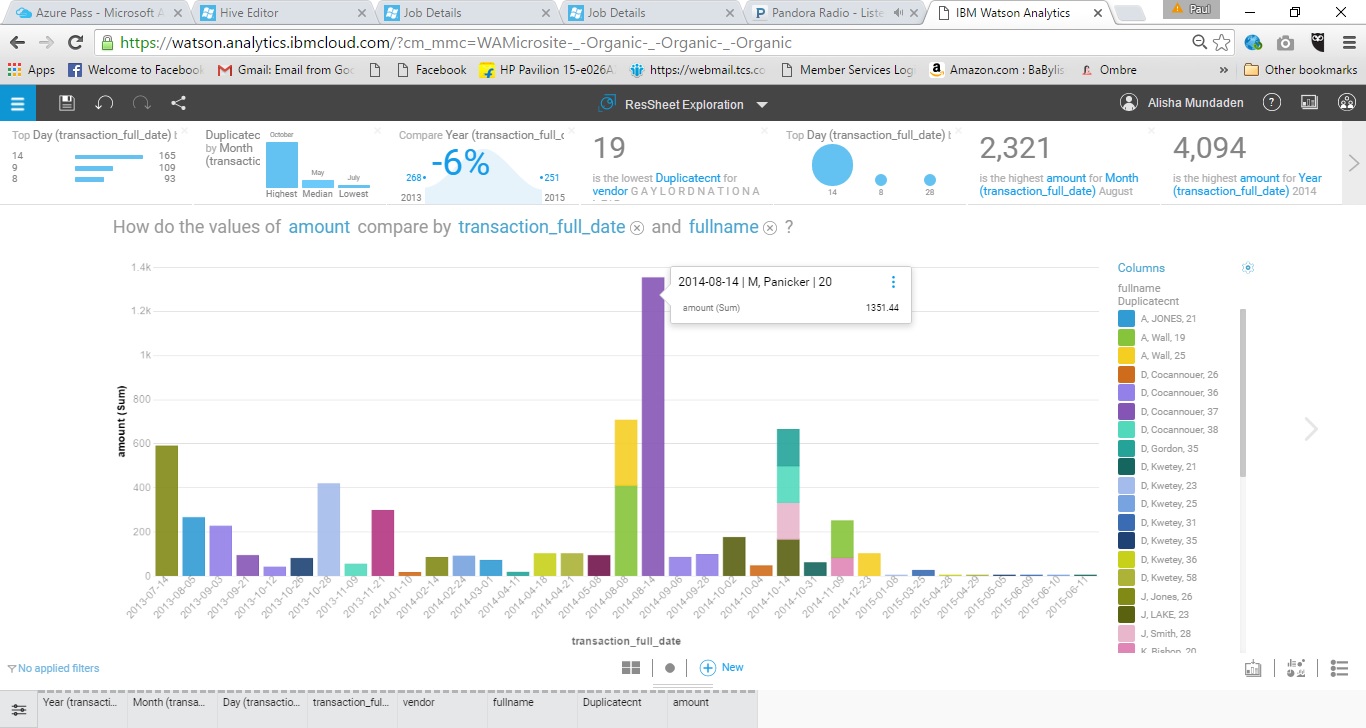 Azure Pass - Microsoft A
Hive Editor
Job Details
Job Details
Pandora Radio - Liste
IBM Watson Analytics
Paul
https://watson.analytics.ibmcloud.com/?cm_mmc=WAMicrosite-_-Organic-_-Organic-_-Organic
Apps
Welcome to Facebook
Gmail: Email from Goo
Facebook
HP Pavilion 15-e026A
https://webmail.tcs.co
Member Services Log
Amazon.com : BaBylis
Ombre
»
Other bookmarks
ResSheet Exploration
Alisha Mundaden
?
Top Day (transaction_full_date) b
14 165
9 109
8 93
Duplicatec
by Month
(transactic
October
May
July
Highest Median Lowest
Compare Year (transaction_full_c
-6%
268
251
2013 2015
19
is the lowest Duplicatecnt for
vendor GAYLORDNATIONA
Top Day (transaction_full_date) b
14 8 28
2,321
is the highest amount for Month
(transaction_full_date) August
4,094
is the highest amount for Year
(transaction_full_date) 2014
How do the values of amount compare by transaction_full_date and fullname ?
1.4k
1.2k
1k
800
600
400
200
0
amount (Sum)
2014-08-14 | M, Panicker | 20
amount (Sum) 1351.44
2013-07-14
2013-08-05
2013-09-03
2013-09-21
2013-10-12
2013-10-26
2013-10-28
2013-11-09
2013-11-21
2014-01-13
2014-02-14
2014-02-24
2014-03-01
2014-04-11
2014-04-18
2014-04-21
2014-05-08
2014-08-08
2014-08-14
2014-09-06
2014-09-28
2014-10-02
2014-10-04
2014-10-14
2014-10-31
2014-11-09
2014-12-23
2015-01-08
2015-03-25
2015-04-28
2015-04-29
2015-05-05
2015-06-09
2015-06-10
2015-06-11
transaction_full_date
Columns
fullname
Duplicatecnt
A, JONES, 21
A, Wall, 19
A, Wall, 25
D, Cocannouer, 26
D, Cocannouer, 36
D, Cocannouer, 37
D, Cocannouer, 38
D, Gordon, 35
D, Kwetey, 21
D, Kwetey, 23
D, Kwetey, 25
D, Kwetey, 31
D, Kwetey, 35
D, Kwetey, 36
D, Kwetey, 58
J, Jones, 26
J, LAKE, 23
J, Smith, 28
K, Bishop, 20
No applied filters
New
Year (transacti...
Month (transa...
Day (transactio...
transaction_ful...
vendor
fullname
Duplicatecnt
amount